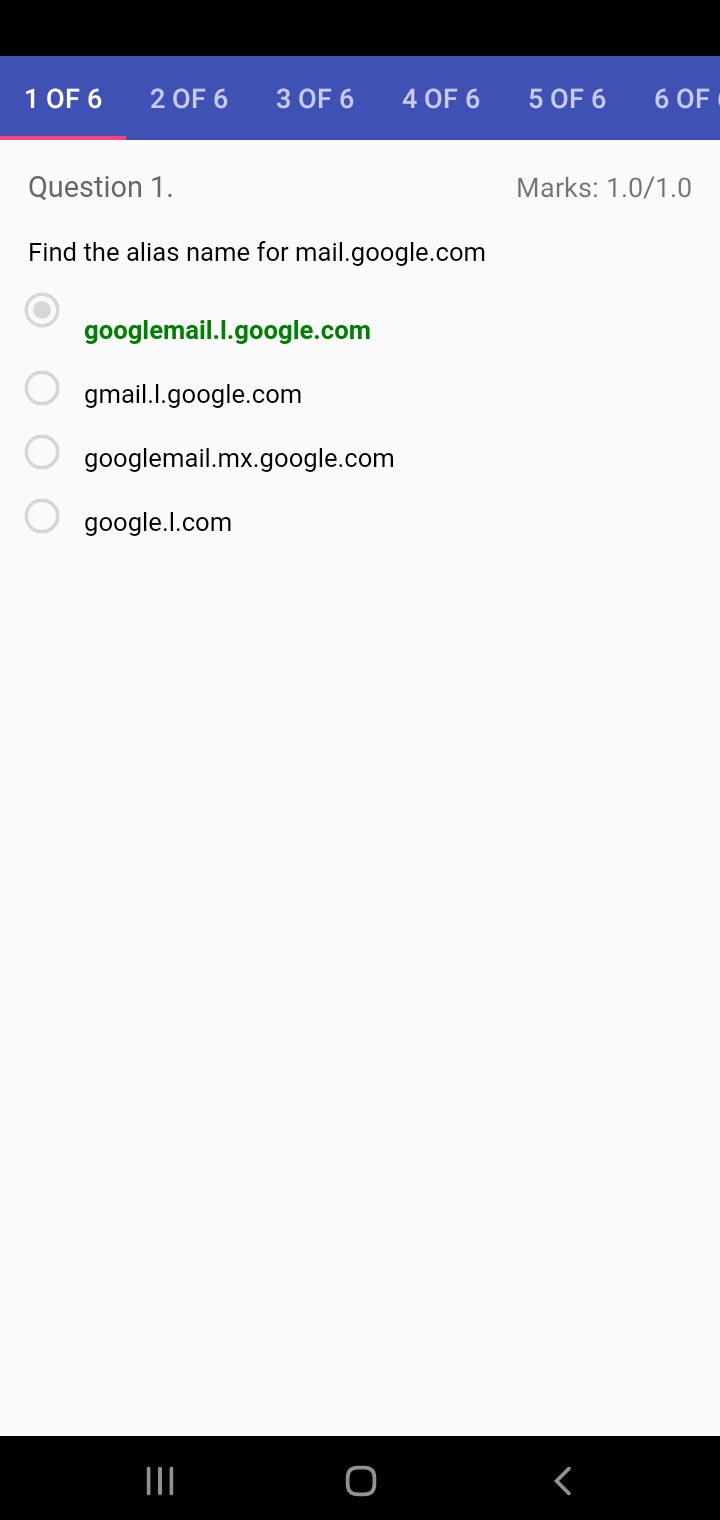 1 OF 6 2 OF 6 3 OF 6 4 OF 6 5 OF 6 6 OF
Question 1. Marks: 1.0/1.0
Find the alias name for mail.google.com
googlemail.l.google.com
gmail.l.google.com
googlemail.mx.google.com
google.l.com